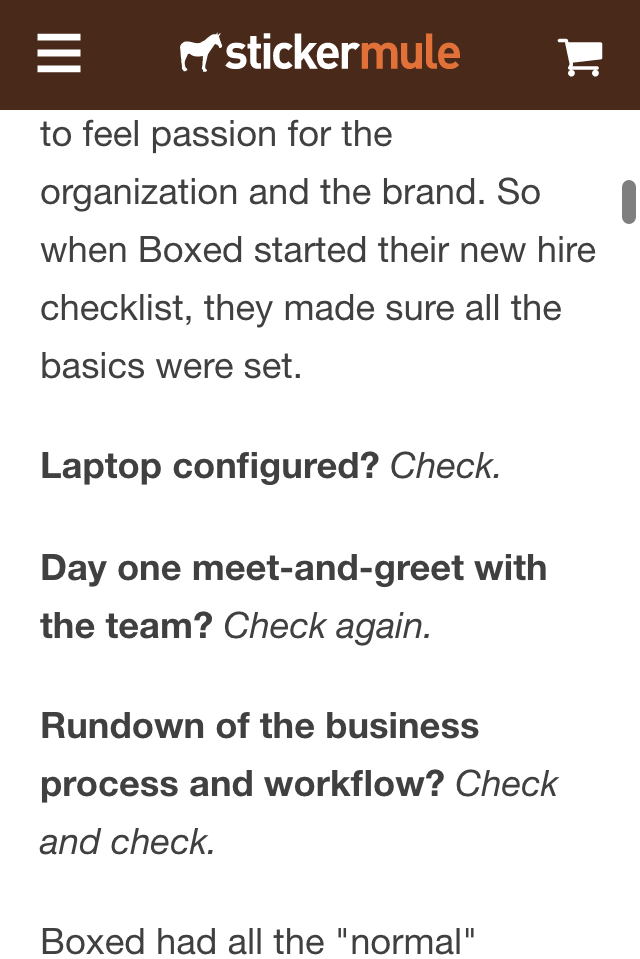 stickermule
to feel passion for the
organization and the brand. So
when Boxed started their new hire
checklist, they made sure all the
basics were set.
Laptop configured? Check.
Day one meet-and-greet with
the team? Check again.
Rundown of the business
process and workflow? Check
and check.
Boxed had all the "normal"